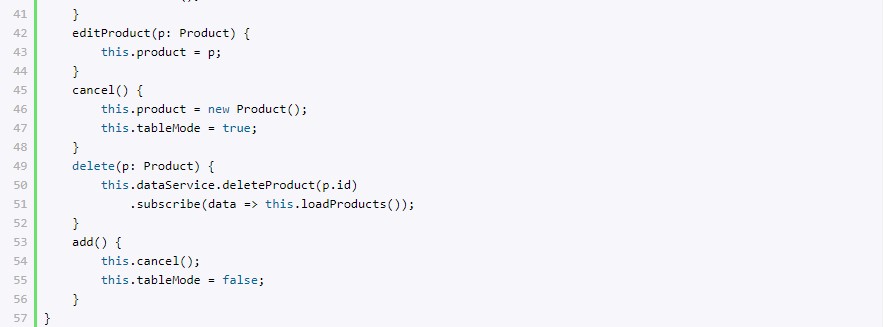 41 }
42 editProduct(p: Product) {
43 this.product = p;
44 }
45 cancel() {
46 this.product = new Product();
47 this.tableMode = true;
48 }
49 delete(p: Product) {
50 this.dataService.deleteProduct(p.id)
51 .subscribe(data => this.loadProducts());
52 }
53 add() {
54 this.cancel();
55 this.tableMode = false;
56 }
57 }